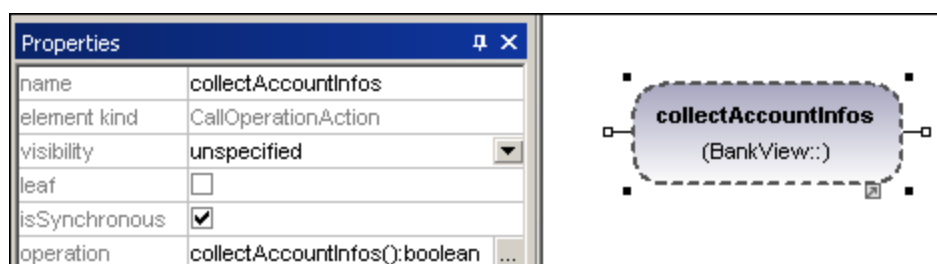 Properties
name collectAccountInfos
element kind CallOperationAction
visibility unspecified
leaf
isSynchronous
operation collectAccountInfos():boolean ...
collectAccountInfos
(BankView::)